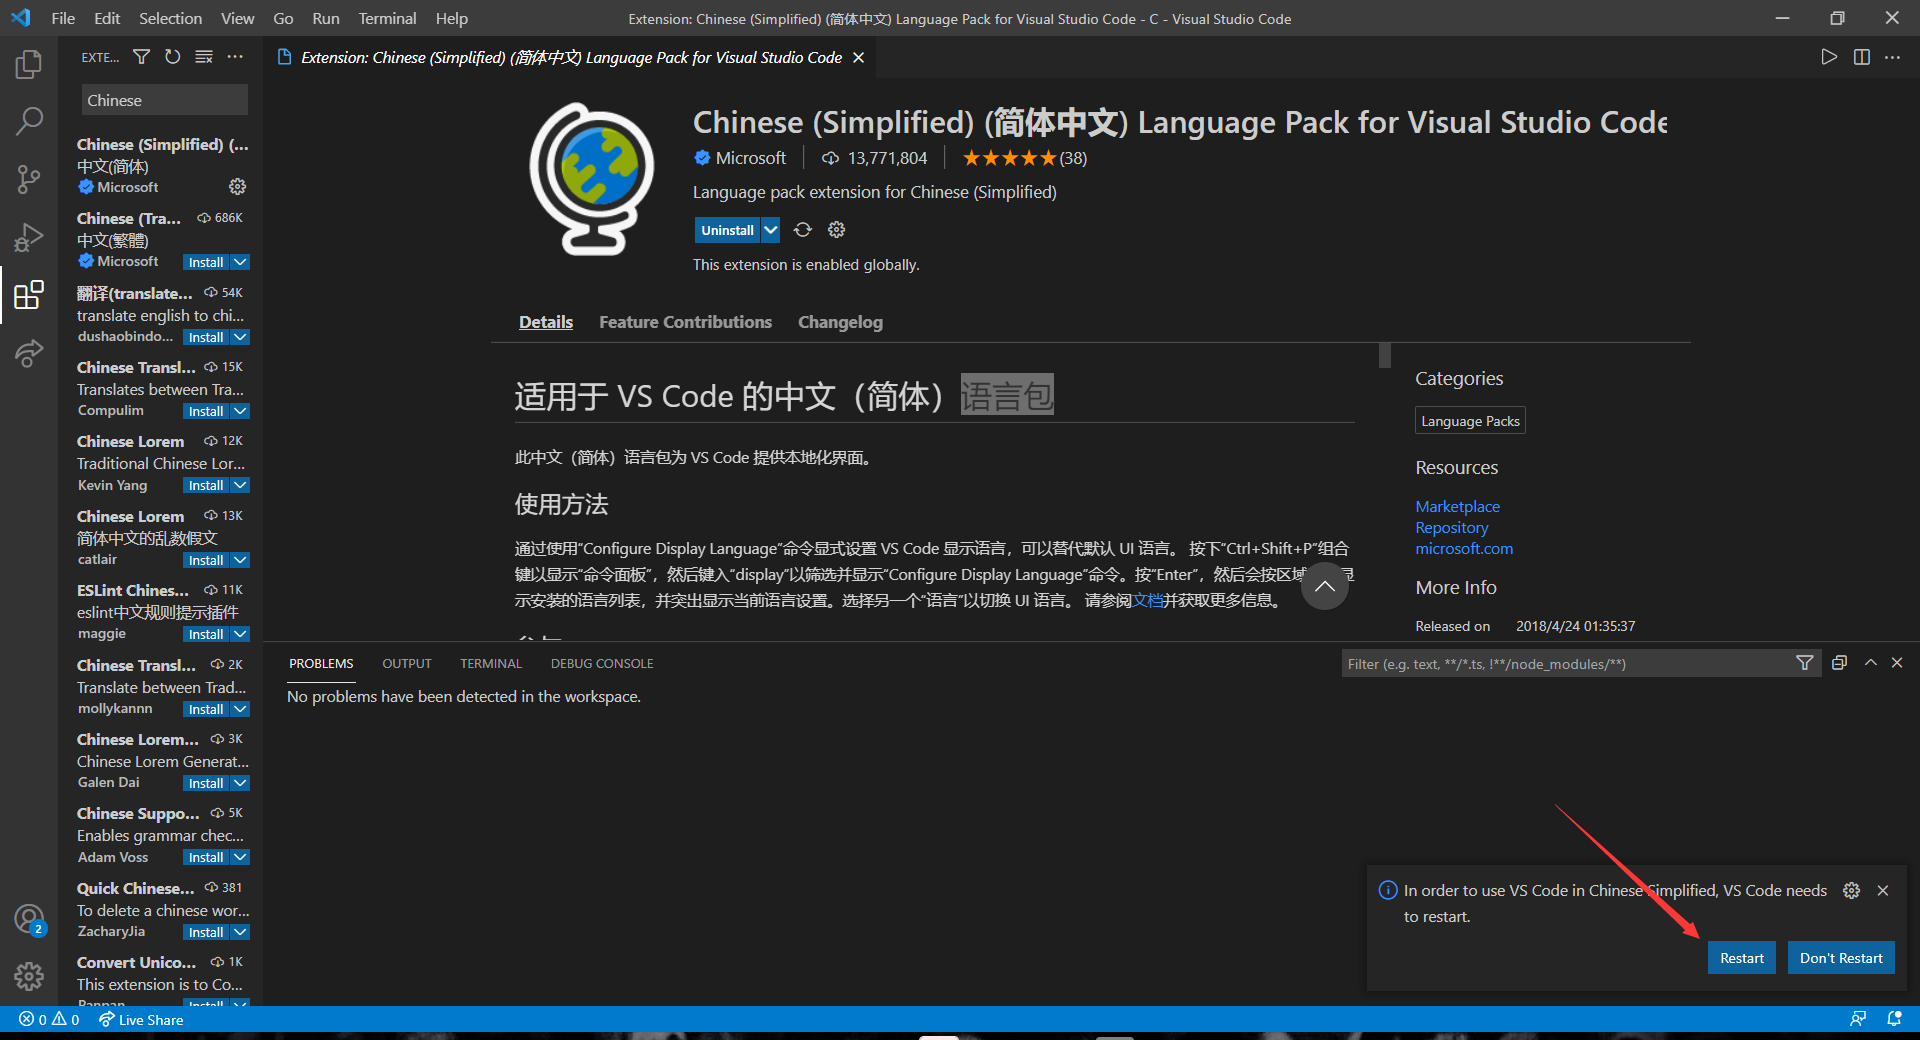 File Edit Selection View Go Run Terminal Help
Extension: Chinese (Simplified) (简体中文) Language Pack for Visual Studio Code - C - Visual Studio Code
EXTE...
Chinese
Chinese (Simplified) (...
中文(简体)
Microsoft
Chinese (Tra... 686K
中文(繁體)
Microsoft Install
翻译(translate... 54K
translate english to chi...
dushaobindo... Install
Chinese Transl... 15K
Translates between Tra...
Compulim Install
Chinese Lorem 12K
Traditional Chinese Lor...
Kevin Yang Install
Chinese Lorem 13K
简体中文的乱数假文
catlair Install
ESLint Chines... 11K
eslint中文规则提示插件
maggie Install
Chinese Transl... 2K
Translate between Trad...
mollykannn Install
Chinese Lorem... 3K
Chinese Lorem Generat...
Galen Dai Install
Chinese Suppo... 5K
Enables grammar chec...
Adam Voss Install
Quick Chinese... 381
To delete a chinese wor...
ZacharyJia Install
Convert Unico... 1K
This extension is to Co...
Install
2
Extension: Chinese (Simplified) (简体中文) Language Pack for Visual Studio Code
Chinese (Simplified) (简体中文) Language Pack for Visual Studio Code
Microsoft 13,771,804 (38)
Language pack extension for Chinese (Simplified)
Uninstall
This extension is enabled globally.
Details Feature Contributions Changelog
适用于 VS Code 的中文（简体）语言包
此中文（简体）语言包为 VS Code 提供本地化界面。
使用方法
通过使用“Configure Display Language”命令显式设置 VS Code 显示语言，可以替代默认 UI 语言。 按下“Ctrl+Shift+P”组合
键以显示“命令面板”，然后键入“display”以筛选并显示“Configure Display Language”命令。按“Enter”，然后会按区域 显
示安装的语言列表，并突出显示当前语言设置。选择另一个“语言”以切换 UI 语言。 请参阅文档并获取更多信息。
Categories
Language Packs
Resources
Marketplace
Repository
microsoft.com
More Info
Released on 2018/4/24 01:35:37
PROBLEMS OUTPUT TERMINAL DEBUG CONSOLE
Filter (e.g. text, **/*.ts, !**/node_modules/**)
No problems have been detected in the workspace.
In order to use VS Code in Chinese Simplified, VS Code needs
to restart.
Restart Don't Restart
0 0 Live Share